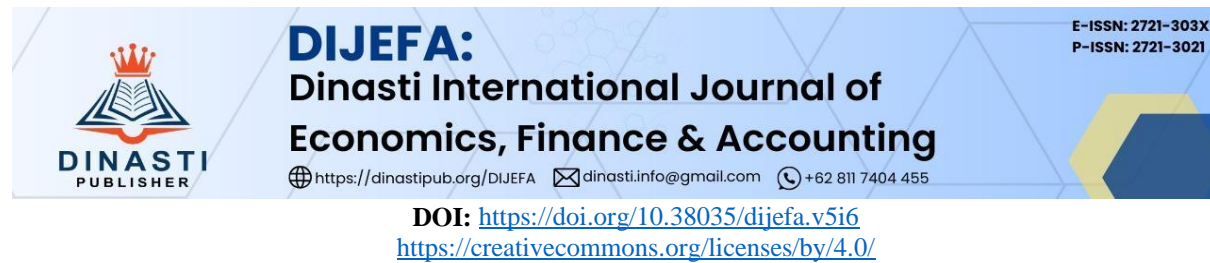 E-ISSN: 2721-303X
P-ISSN: 2721-3021
DIJEFA:
Dinasti International Journal of
Economics, Finance & Accounting
DINASTI
PUBLISHER
https://dinastipub.org/DIJEFA dinasti.info@gmail.com +62 811 7404 455
DOI: https://doi.org/10.38035/dijefa.v5i6
https://creativecommons.org/licenses/by/4.0/